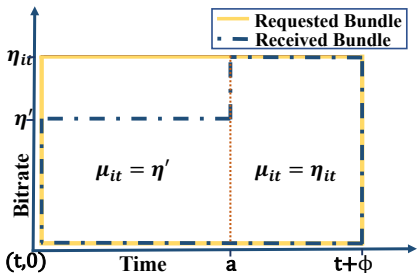 Requested Bundle
Received Bundle
η_it
η'
μ_it = η'
μ_it = η_it
Bitrate
(t,0)
Time
a
t+ϕ